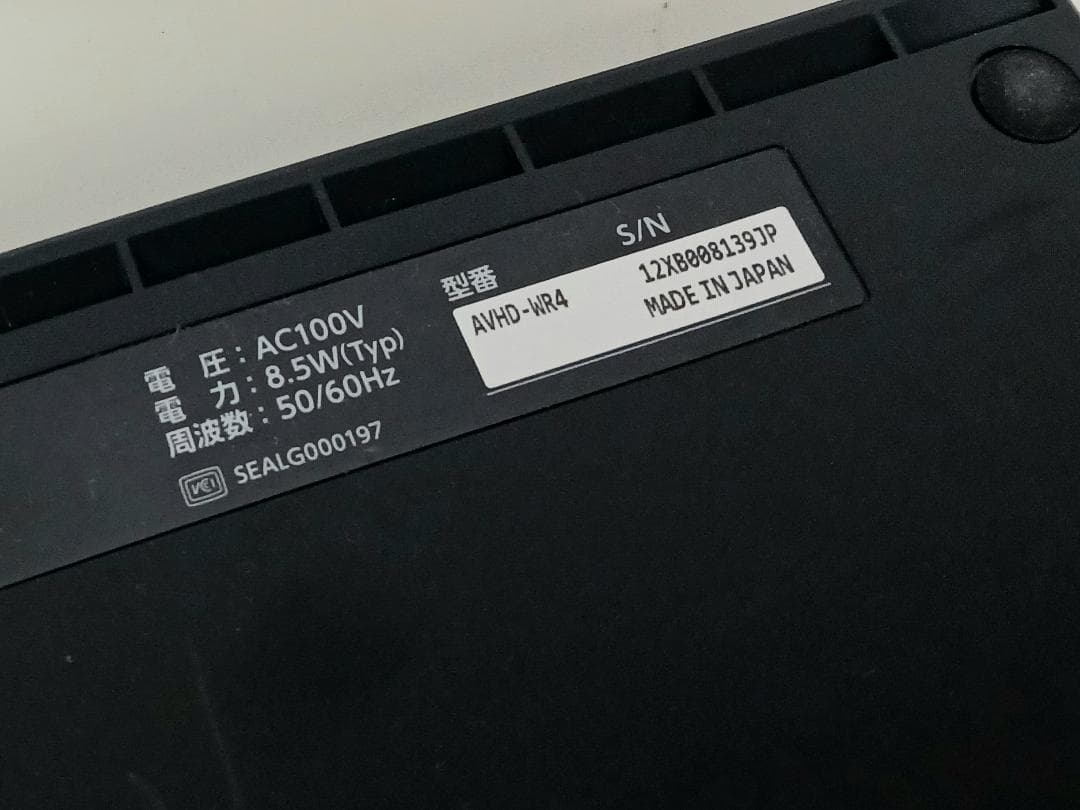 電 圧：AC100V
電 力：8.5W(Typ)
周波数：50/60Hz
VCI SEALG000197
型番
S/N
AVHD-WR4
12XB008139JP
MADE IN JAPAN